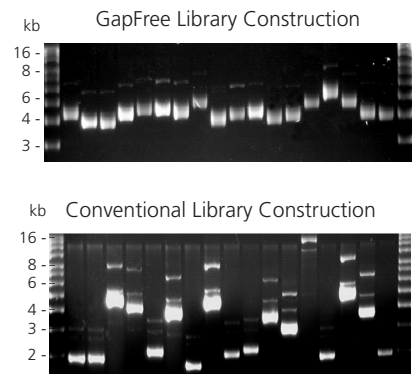 GapFree Library Construction
kb
16 -
8 -
6 -
4 -
3 -
Conventional Library Construction
kb
16 -
8 -
6 -
4 -
3 -
2 -